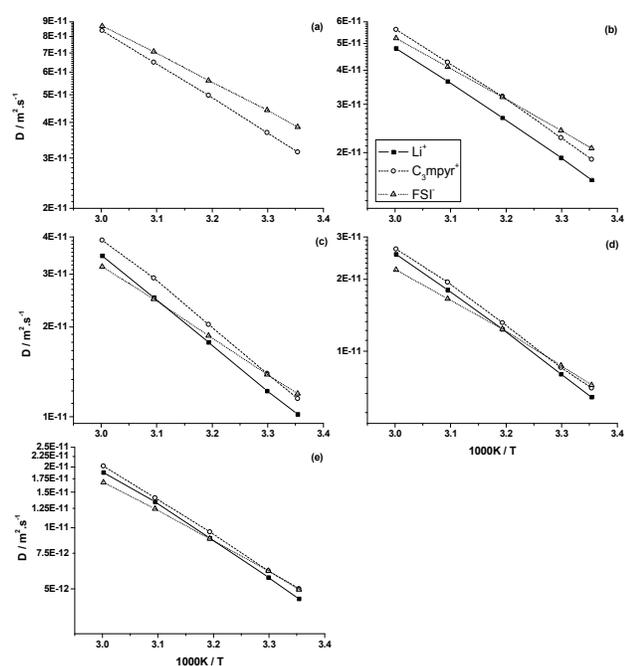 9E-11
8E-11
7E-11
6E-11
5E-11
4E-11
3E-11
2E-11
D / m².s⁻¹
(a)
3.0 3.1 3.2 3.3 3.4
6E-11
5E-11
4E-11
3E-11
2E-11
(b)
Li⁺
C₃mpyr⁺
FSI⁻
3.0 3.1 3.2 3.3 3.4
4E-11
3E-11
2E-11
1E-11
D / m².s⁻¹
(c)
3.0 3.1 3.2 3.3 3.4
3E-11
2E-11
1E-11
(d)
3.0 3.1 3.2 3.3 3.4
1000K / T
2.5E-11
2.25E-11
2E-11
1.75E-11
1.5E-11
1.25E-11
1E-11
7.5E-12
5E-12
D / m².s⁻¹
(e)
3.0 3.1 3.2 3.3 3.4
1000K / T